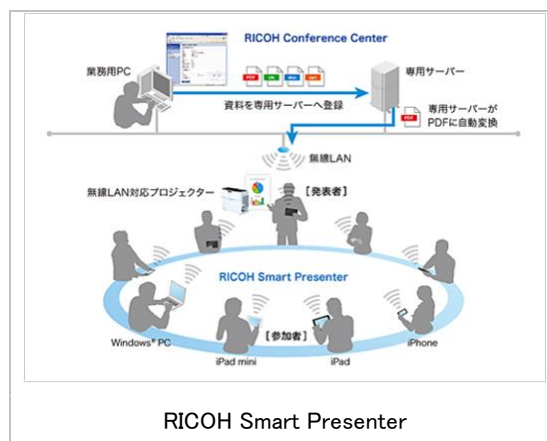 RICOH Conference Center
業務用PC
専用サーバー
PDF
資料を専用サーバーへ登録
PDF
専用サーバーが
PDFに自動変換
無線LAN
無線LAN対応プロジェクター
[発表者]
RICOH Smart Presenter
[参加者]
Windows® PC
iPad mini
iPad
iPhone
RICOH Smart Presenter